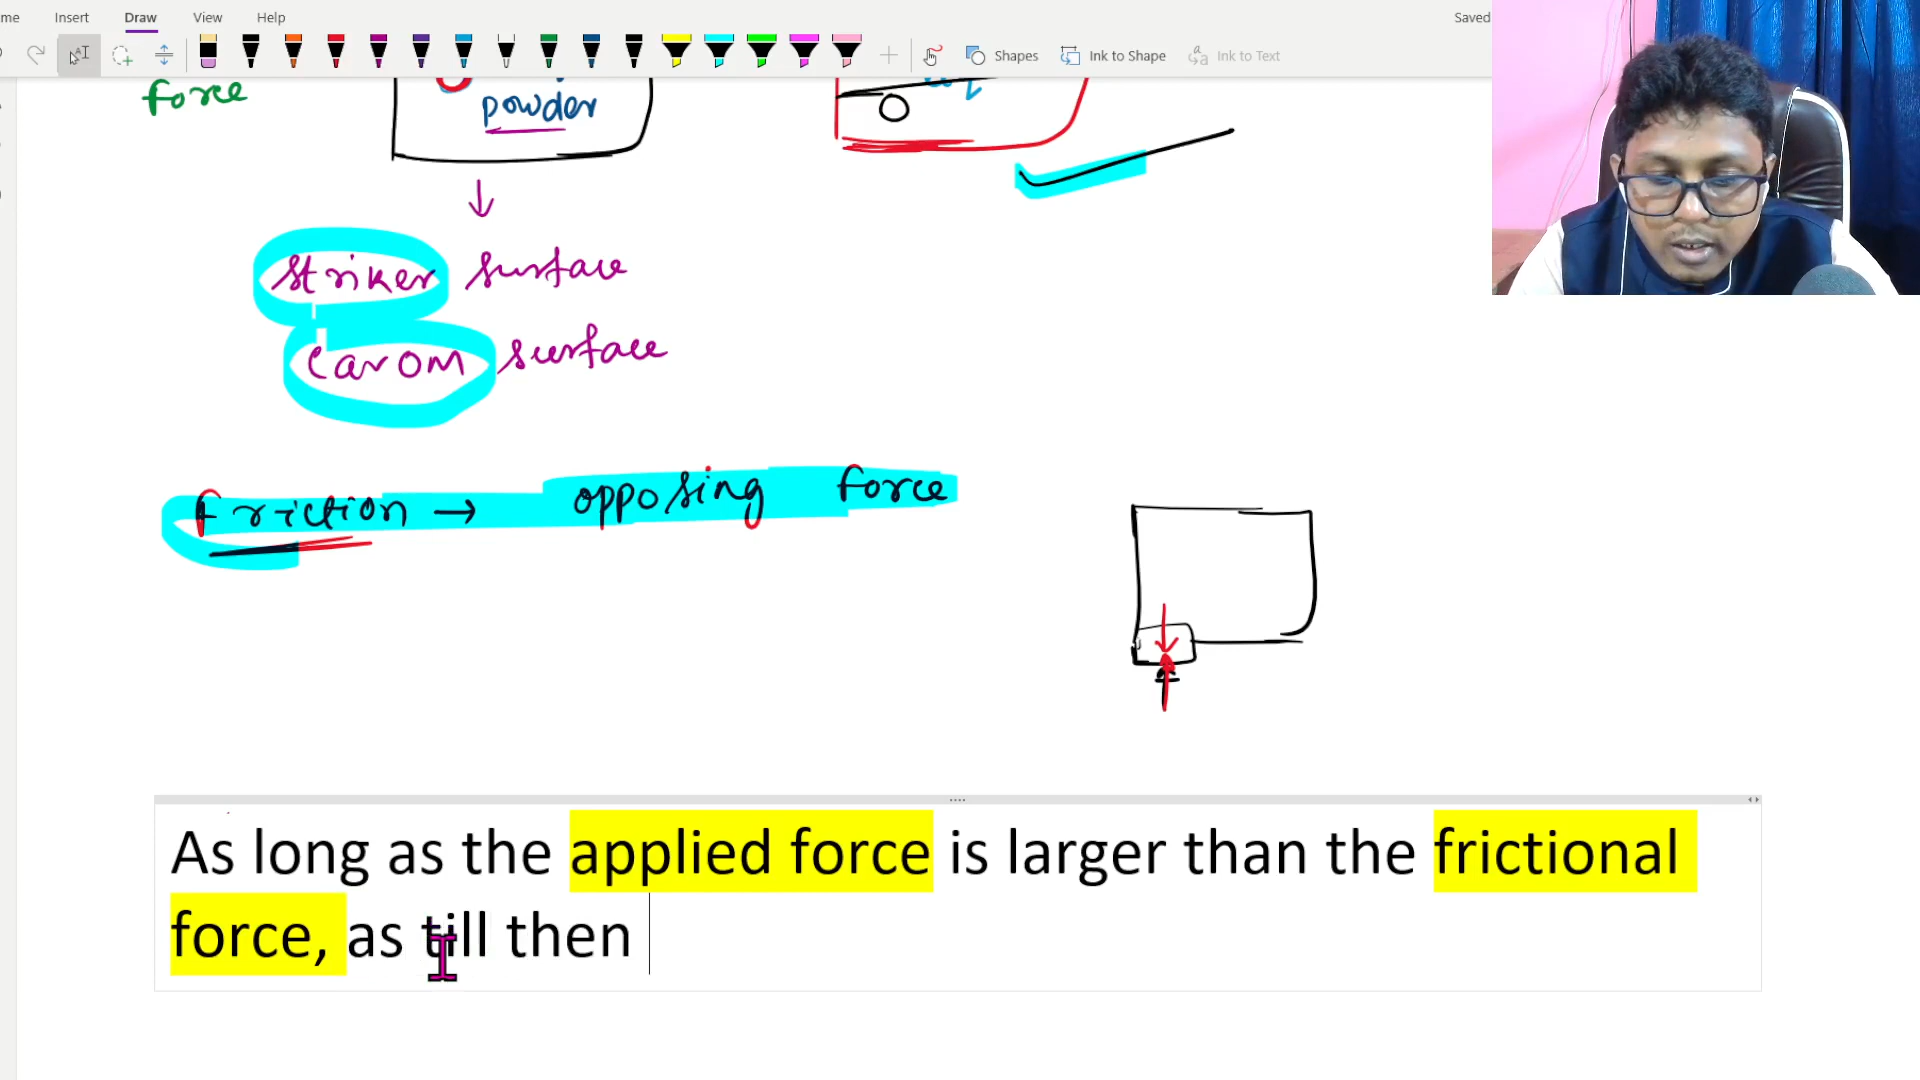 me Insert Draw View Help Saved
Shapes Ink to Shape Ink to Text
force
powder
striker surface
carom surface
friction → opposing force
As long as the applied force is larger than the frictional
force, as till then